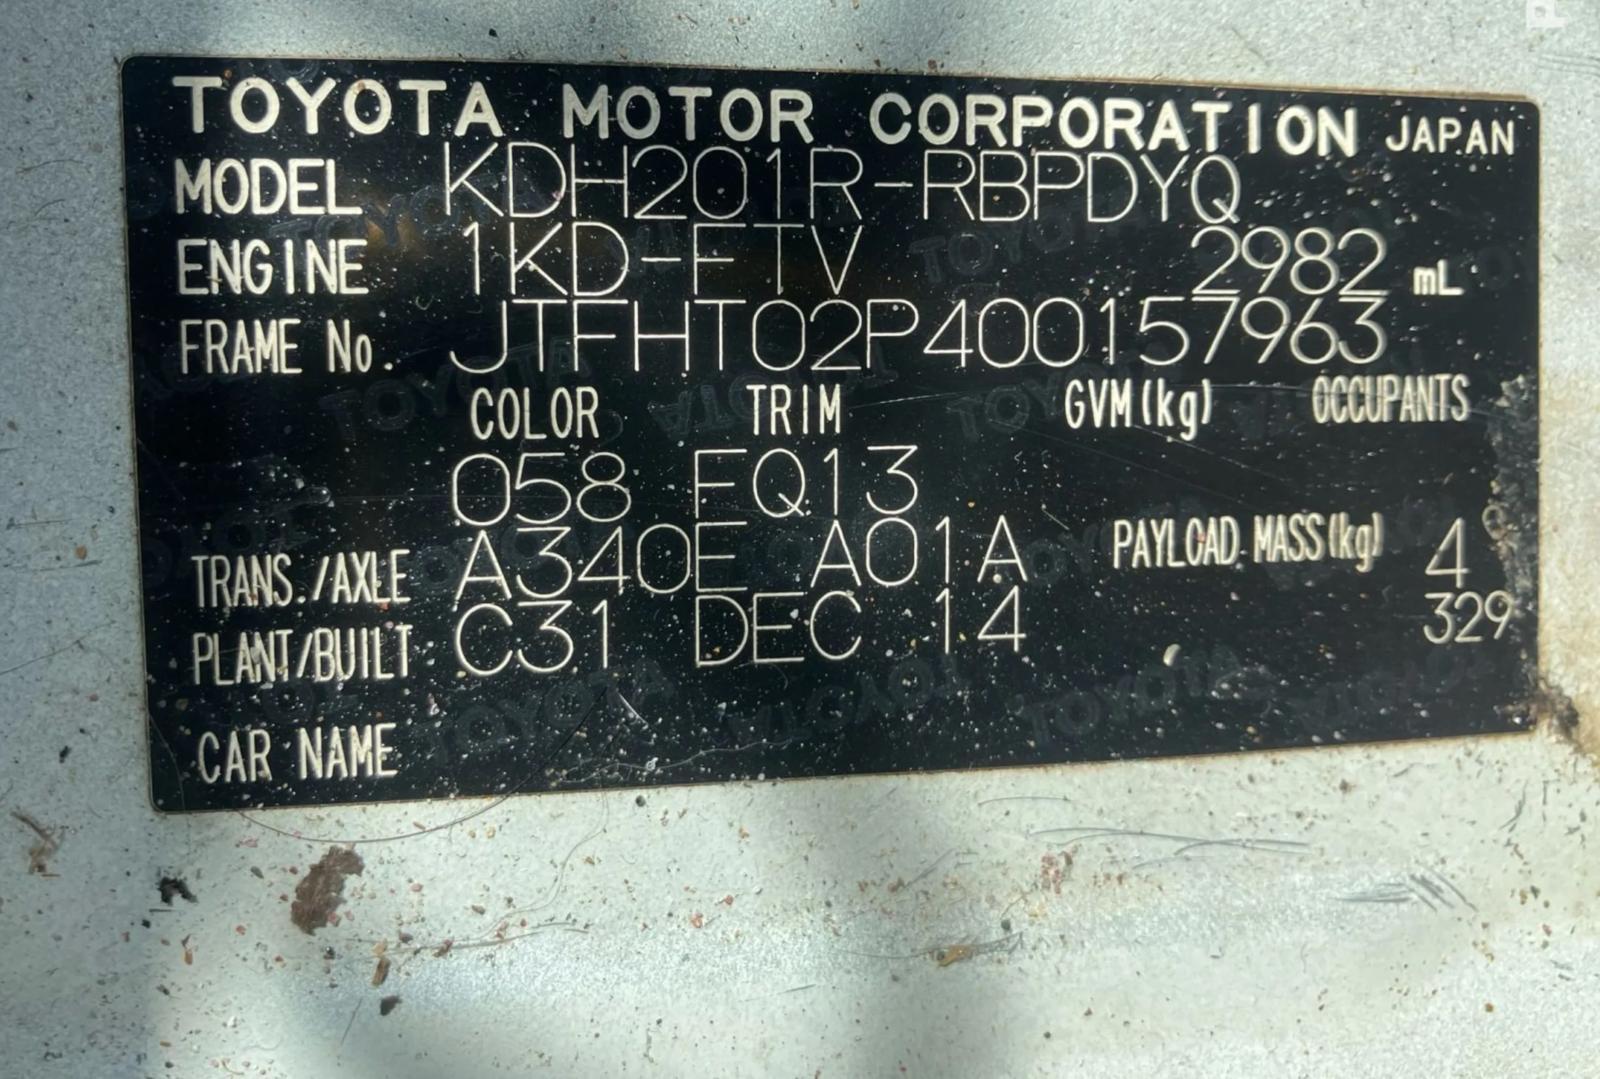 TOYOTA MOTOR CORPORATION JAPAN
MODEL KDH201R-RBPDYQ
ENGINE 1KD-FTV 2982 mL
FRAME No. JTFHT02P400157963
COLOR TRIM GVM(kg) OCCUPANTS
058 FQ13
TRANS./AXLE A340E A01A PAYLOAD MASS(kg) 4
PLANT/BUILT C31 DEC 14 329
CAR NAME